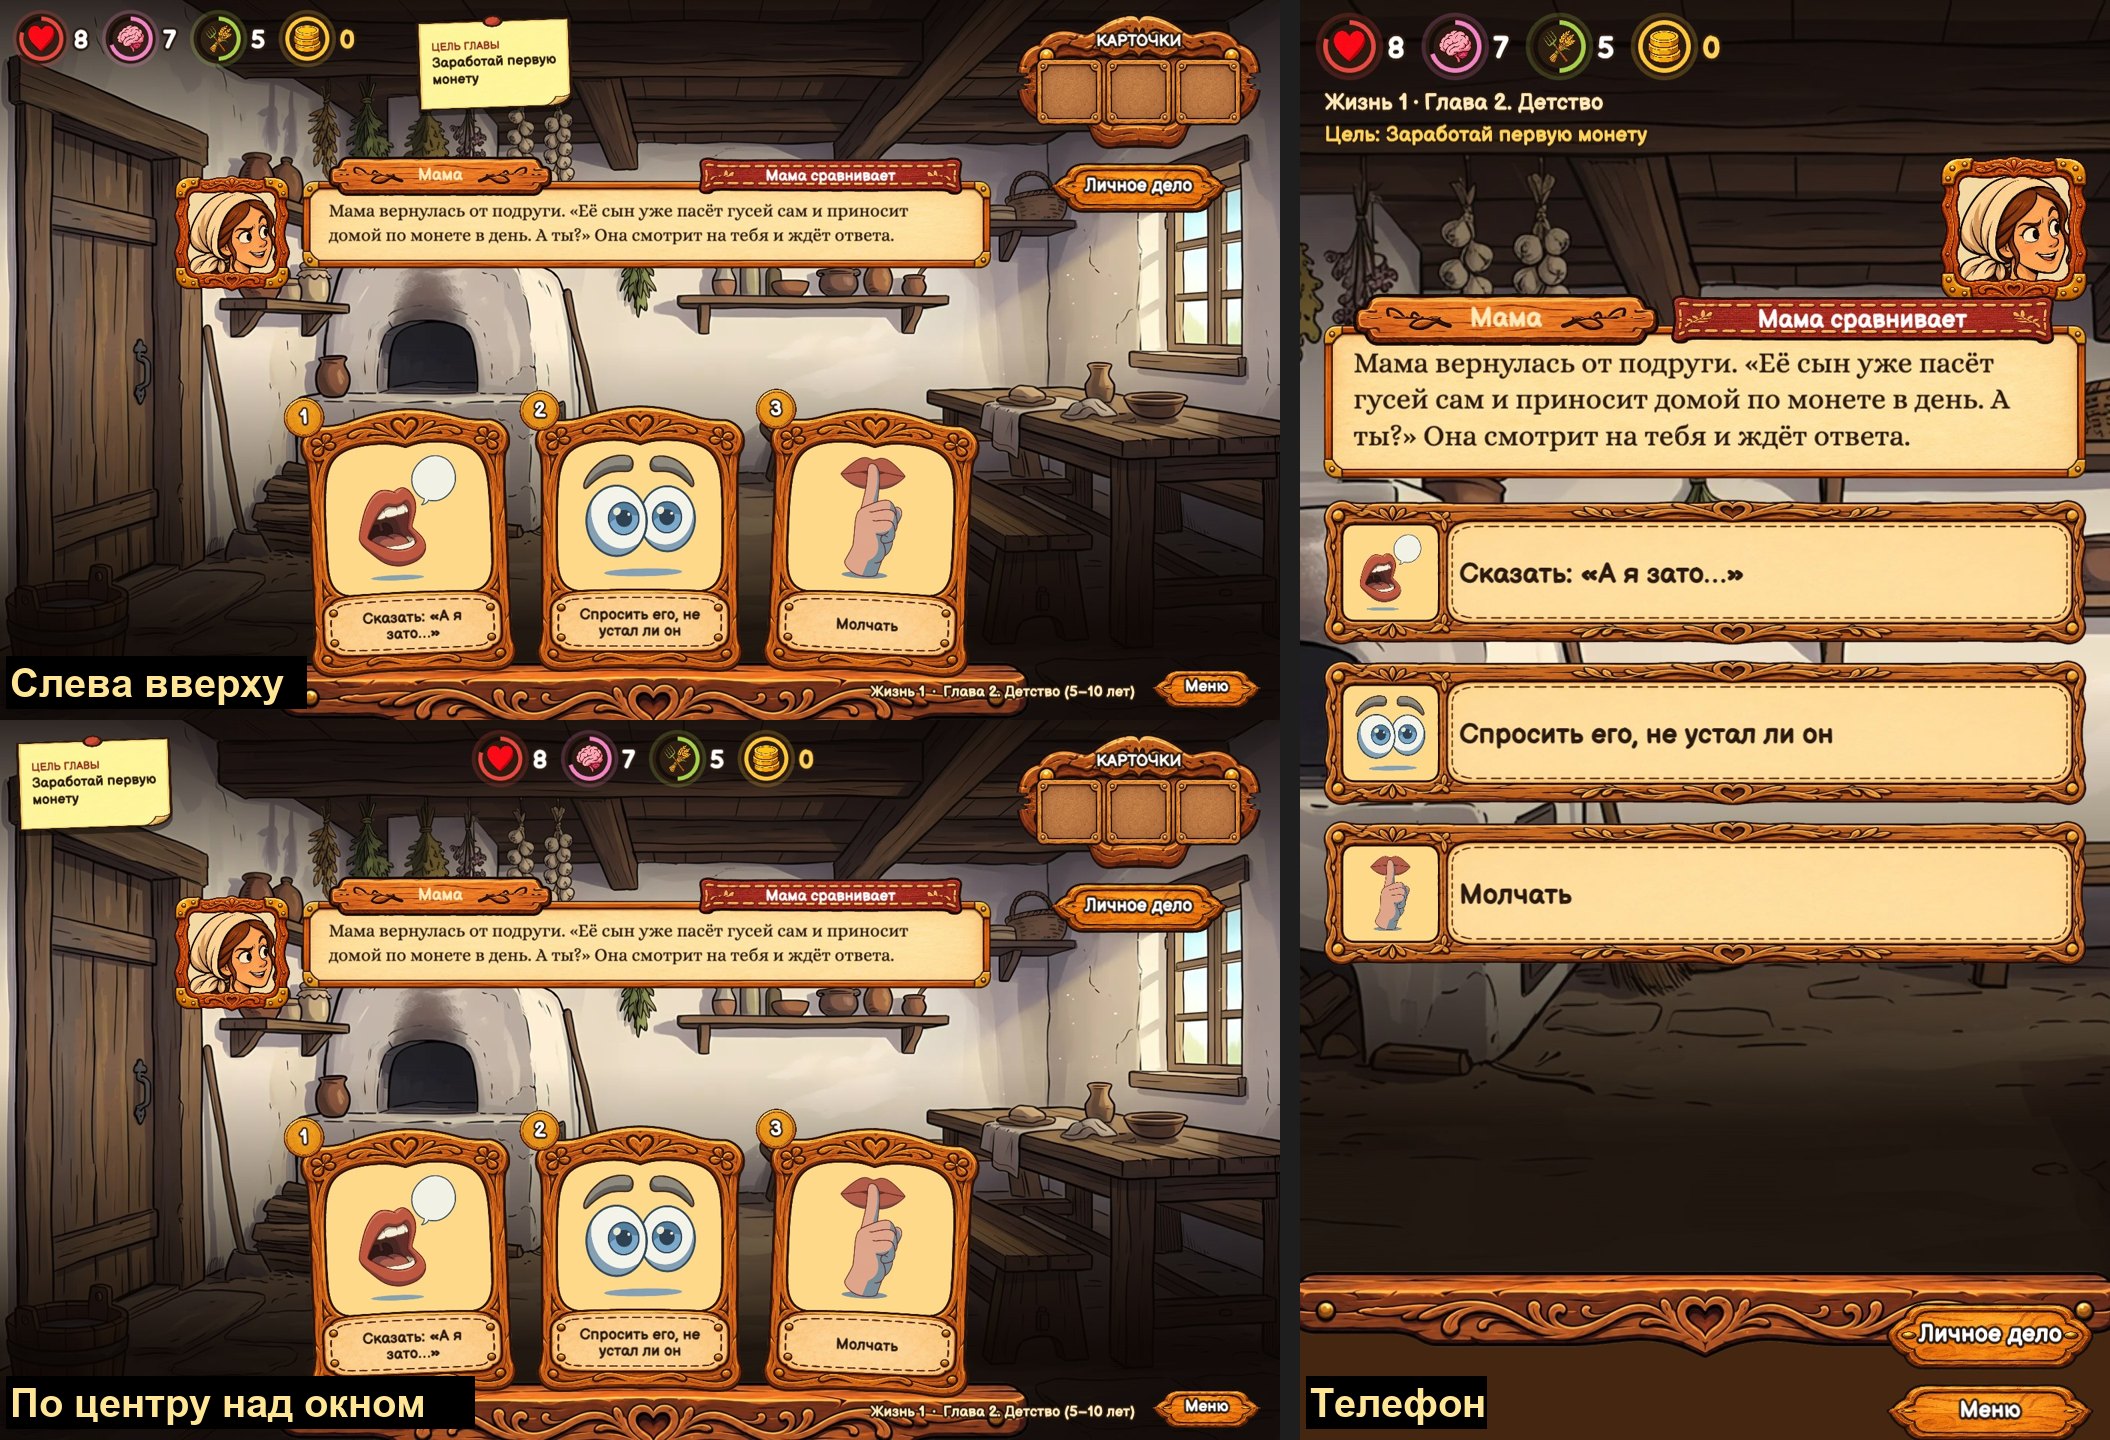 8 7 5 0
ЦЕЛЬ ГЛАВЫ
Заработай первую
монету
КАРТОЧКИ
Личное дело
Мама
Мама сравнивает
Мама вернулась от подруги. «Её сын уже пасёт гусей сам и приносит
домой по монете в день. А ты?» Она смотрит на тебя и ждёт ответа.
1
2
3
Сказать: «А я
зато...»
Спросить его, не
устал ли он
Молчать
Слева вверху
Жизнь 1 · Глава 2. Детство (5–10 лет)
Меню
ЦЕЛЬ ГЛАВЫ
Заработай первую
монету
8 7 5 0
КАРТОЧКИ
Личное дело
Мама
Мама сравнивает
Мама вернулась от подруги. «Её сын уже пасёт гусей сам и приносит
домой по монете в день. А ты?» Она смотрит на тебя и ждёт ответа.
1
2
3
Сказать: «А я
зато...»
Спросить его, не
устал ли он
Молчать
По центру над окном
Жизнь 1 · Глава 2. Детство (5–10 лет)
Меню
8 7 5 0
Жизнь 1 · Глава 2. Детство
Цель: Заработай первую монету
Мама
Мама сравнивает
Мама вернулась от подруги. «Её сын уже пасёт
гусей сам и приносит домой по монете в день. А
ты?» Она смотрит на тебя и ждёт ответа.
Сказать: «А я зато...»
Спросить его, не устал ли он
Молчать
Личное дело
Телефон
Меню